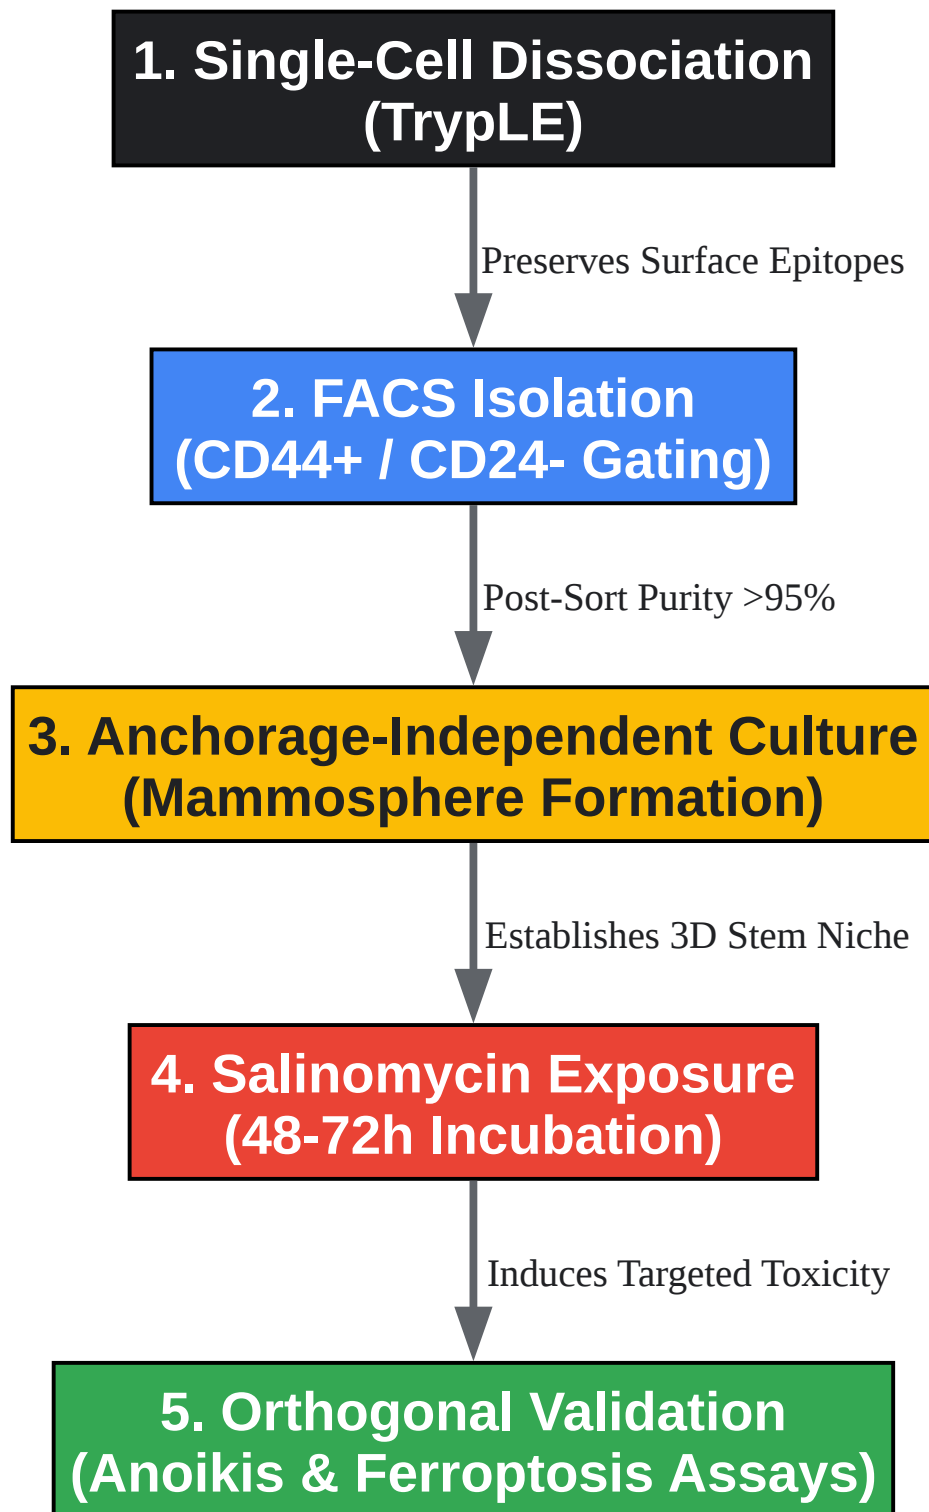 1. Single-Cell Dissociation
(TrypLE)
Preserves Surface Epitopes
2. FACS Isolation
(CD44+ / CD24- Gating)
Post-Sort Purity >95%
3. Anchorage-Independent Culture
(Mammosphere Formation)
Establishes 3D Stem Niche
4. Salinomycin Exposure
(48-72h Incubation)
Induces Targeted Toxicity
5. Orthogonal Validation
(Anoikis & Ferroptosis Assays)